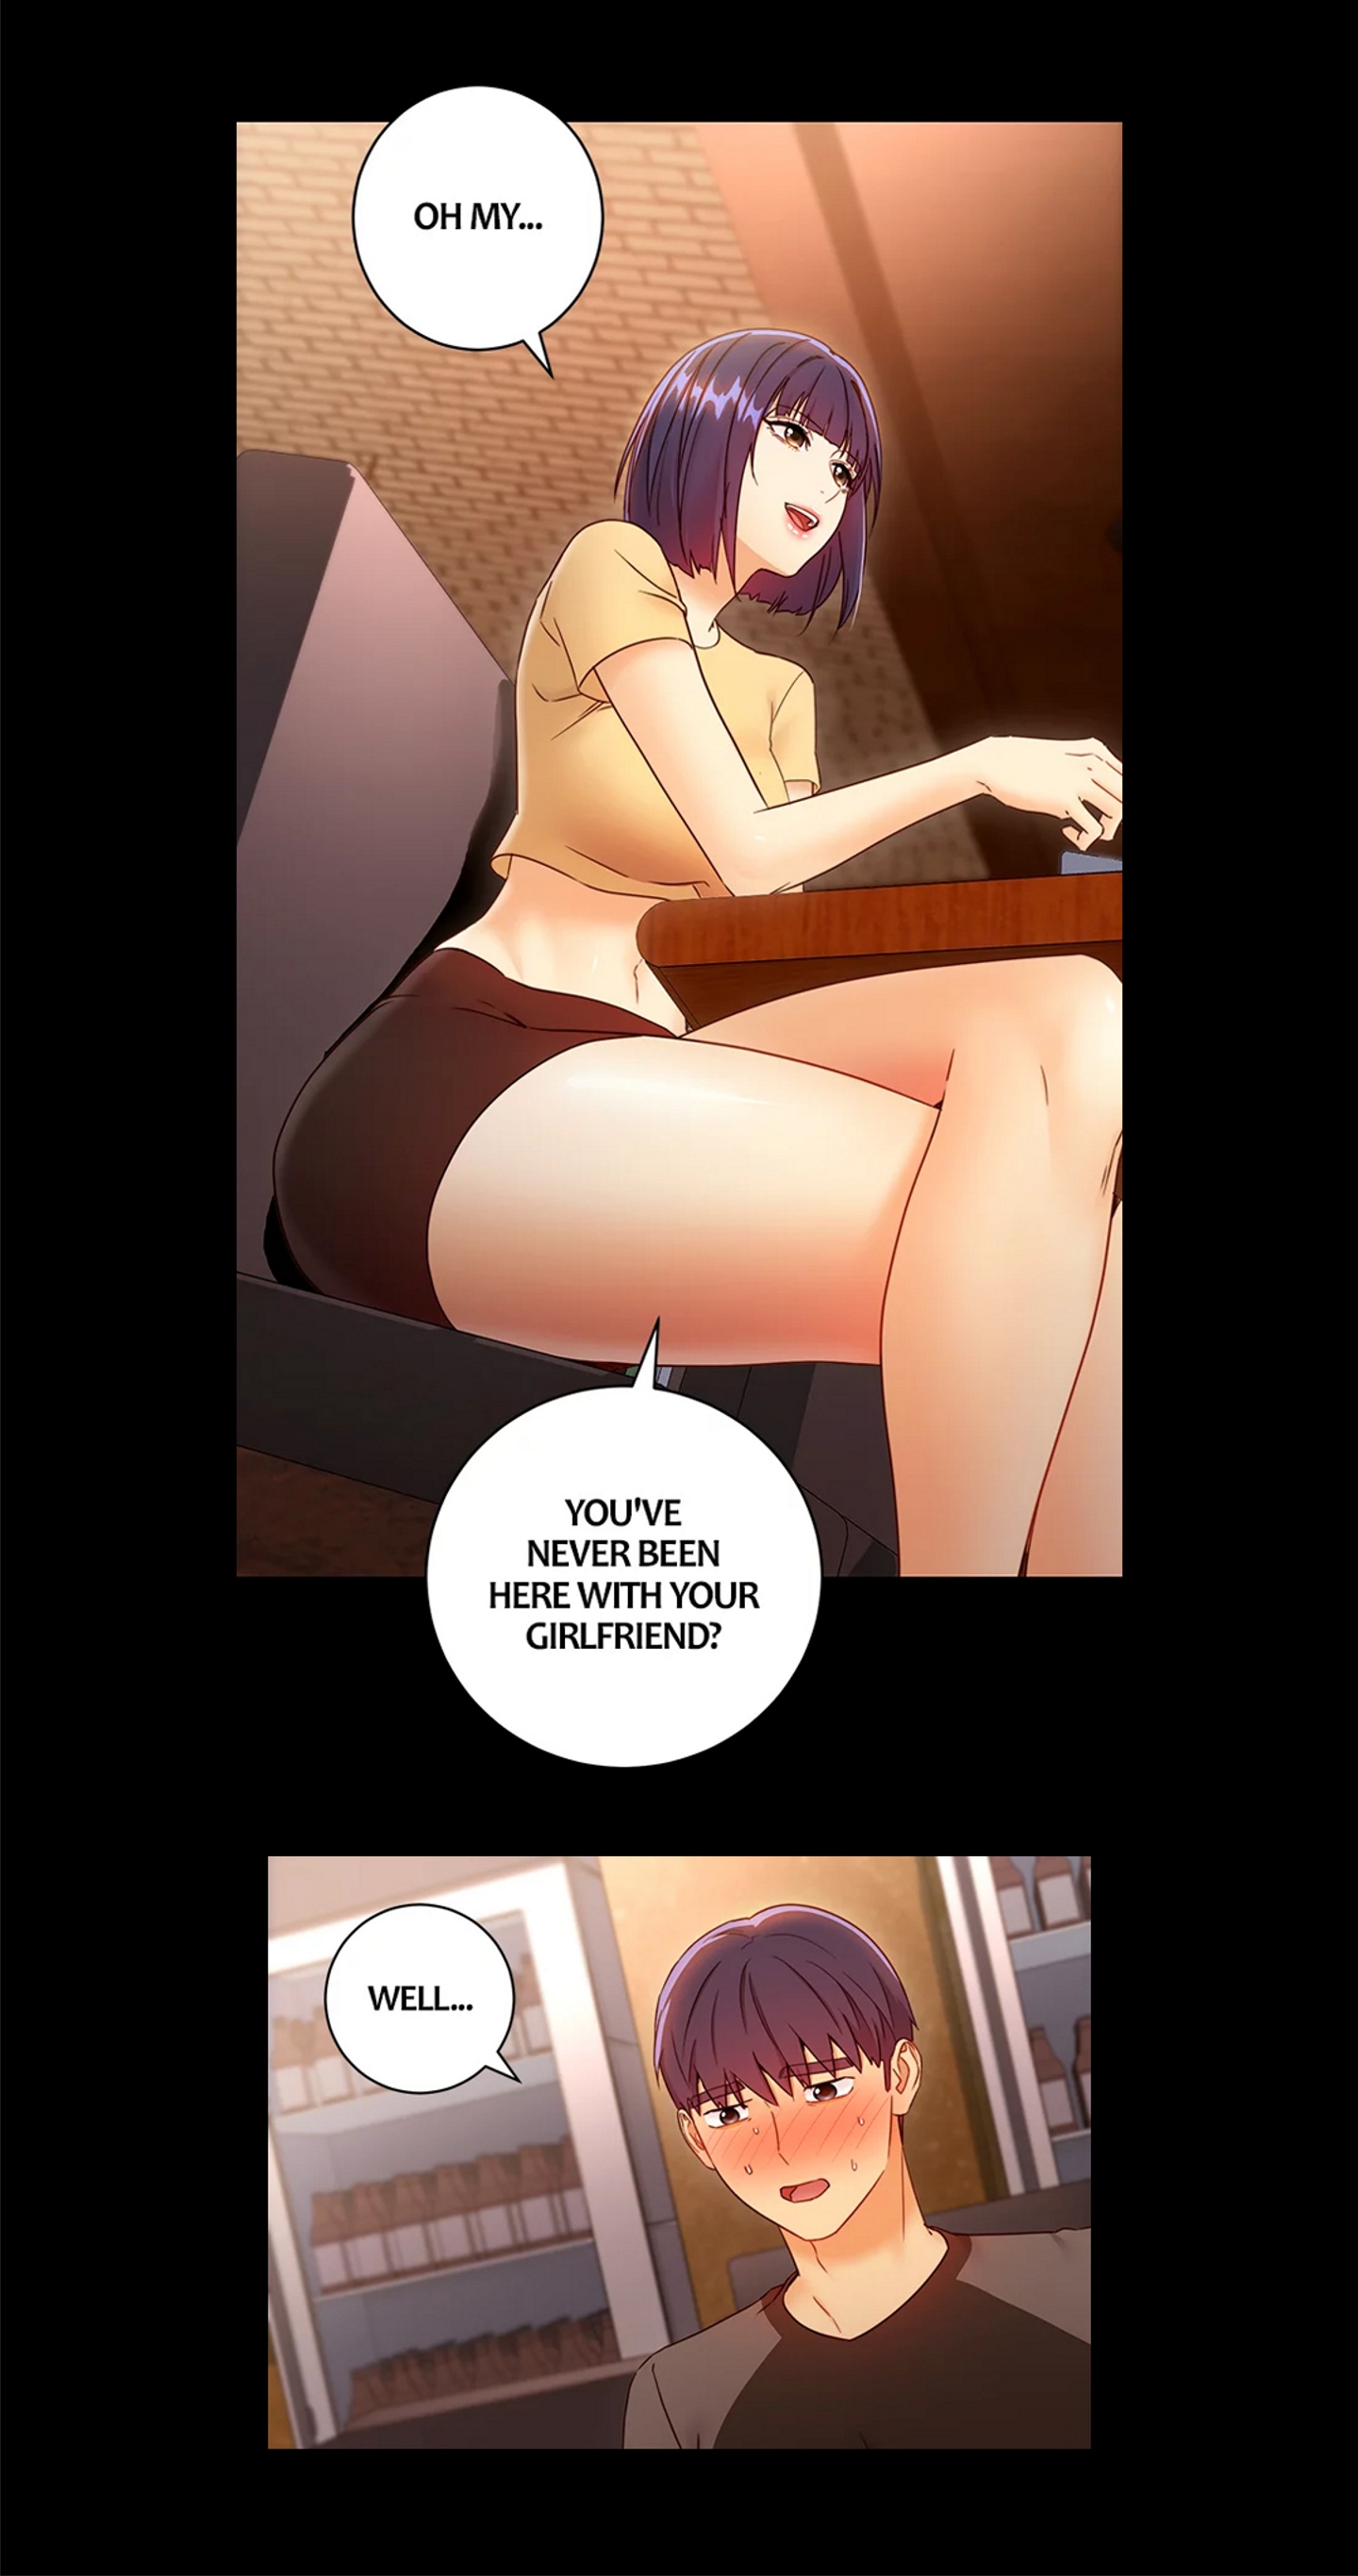 OH MY...
YOU'VE
NEVER BEEN
HERE WITH YOUR
GIRLFRIEND?
WELL...